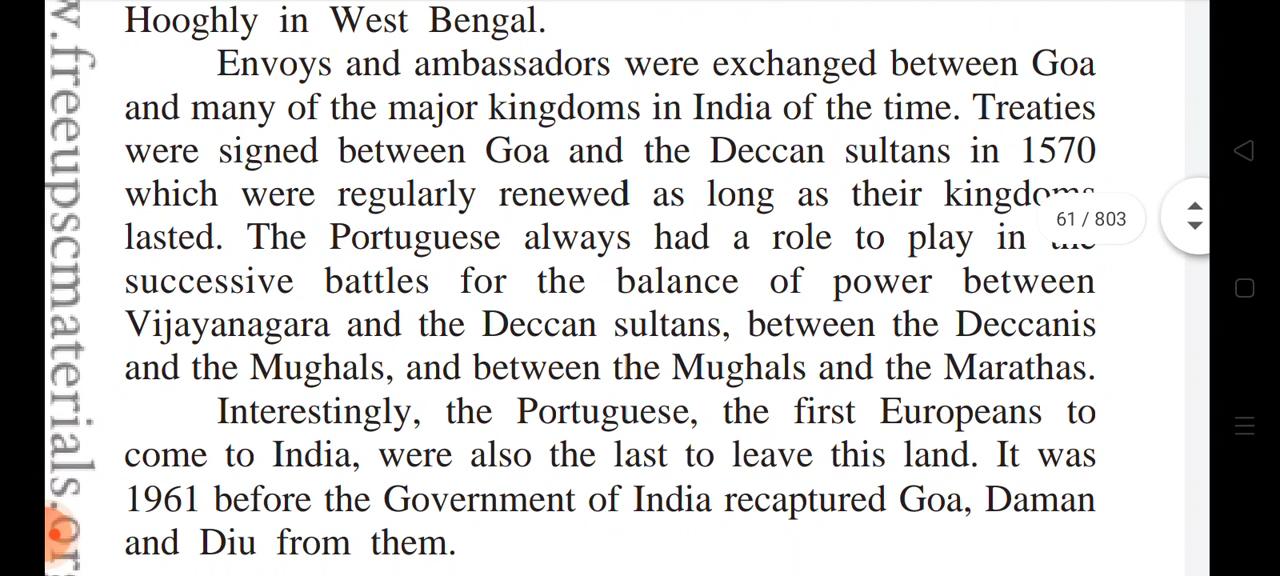 Hooghly in West Bengal.
Envoys and ambassadors were exchanged between Goa
and many of the major kingdoms in India of the time. Treaties
were signed between Goa and the Deccan sultans in 1570
which were regularly renewed as long as their kingdoms
61 / 803
lasted. The Portuguese always had a role to play in the
successive battles for the balance of power between
Vijayanagara and the Deccan sultans, between the Deccanis
and the Mughals, and between the Mughals and the Marathas.
Interestingly, the Portuguese, the first Europeans to
come to India, were also the last to leave this land. It was
1961 before the Government of India recaptured Goa, Daman
and Diu from them.
w.freeupscmaterials.or